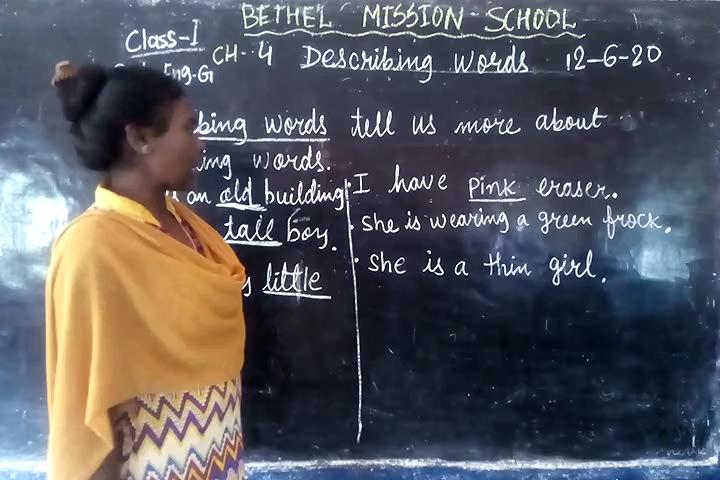 BETHEL MISSION SCHOOL
Class-I
Eng-G
CH-4 Describing Words 12-6-20
bing words tell us more about
ing words.
an old building.
tall boy.
little
I have pink eraser.
She is wearing a green frock.
She is a thin girl.